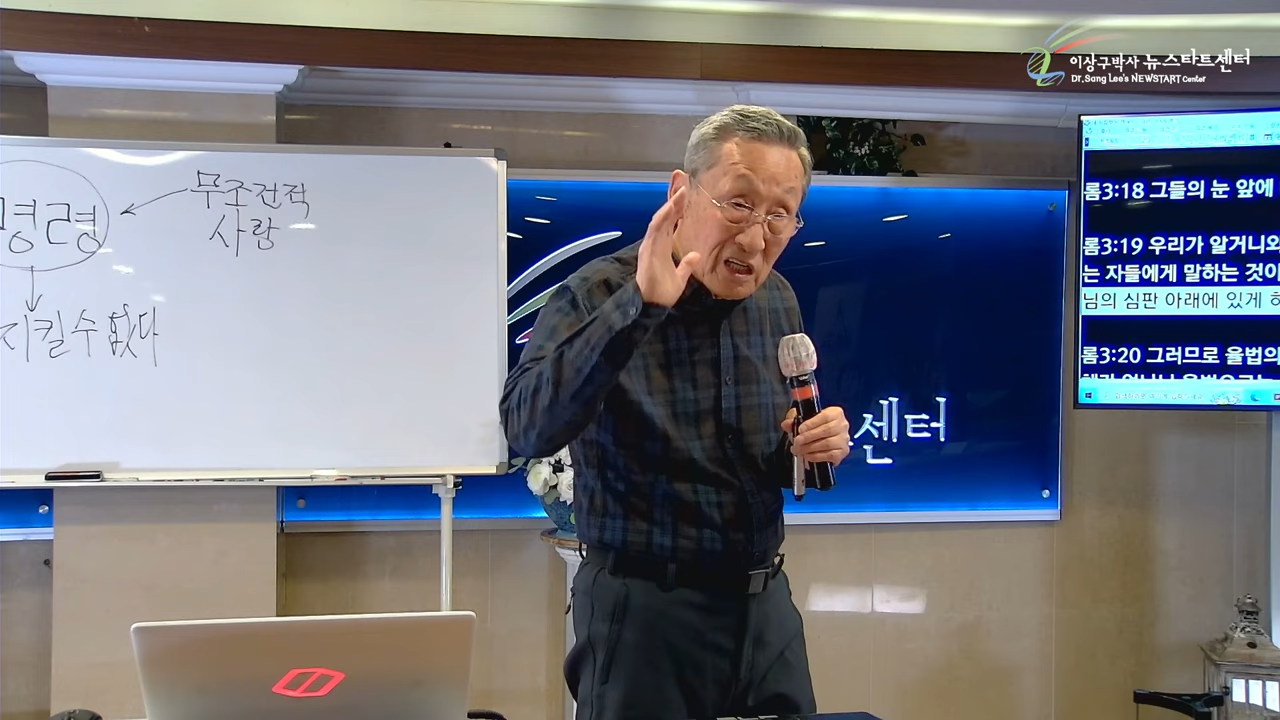 이상구박사 뉴스타트센터
Dr. Sang Lee's NEWSTART Center
명령
무조건적
사랑
지킬수 없다
센터
롬3:18 그들의 눈 앞에
롬3:19 우리가 알거니와
는 자들에게 말하는 것이
님의 심판 아래에 있게 하
롬3:20 그러므로 율법의